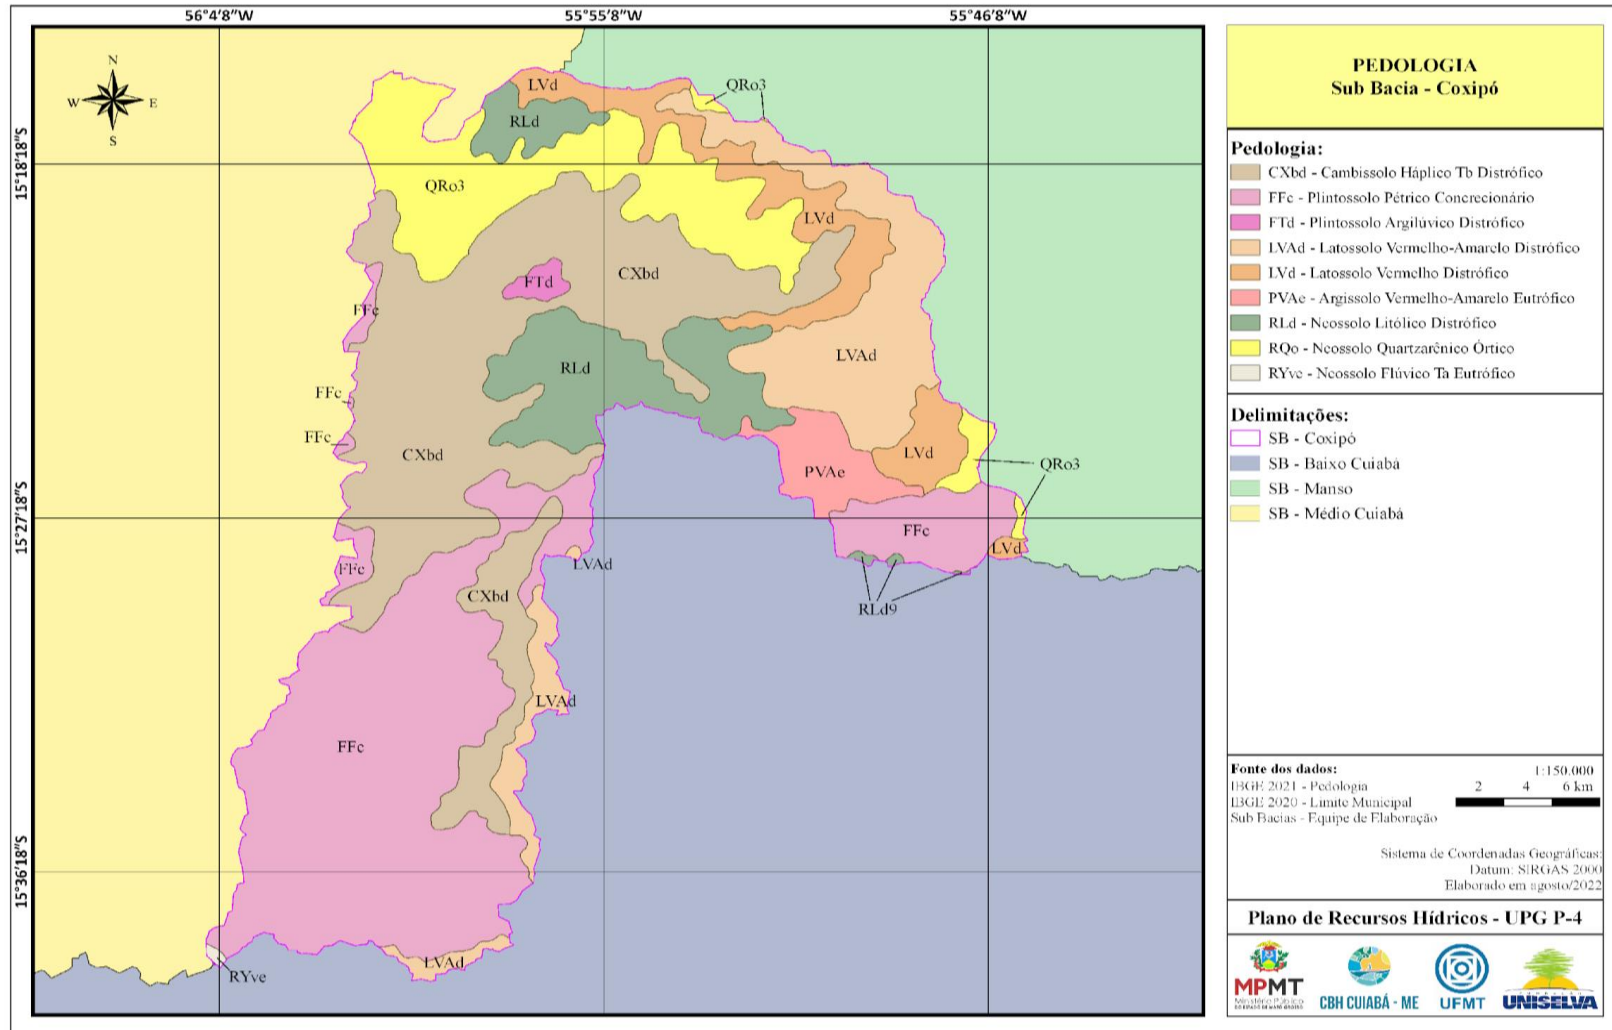 56°4'8"W
55°55'8"W
55°46'8"W
15°18'18"S
15°27'18"S
15°36'18"S
N
W
E
S
LVd
QRo3
RLd
QRo3
LVd
CXbd
FTd
FFc
LVAd
RLd
FFc
FFc
CXbd
LVd
QRo3
PVAe
FFc
LVd
FFc
LVAd
CXbd
RLd9
LVAd
FFc
LVAd
RYve
PEDOLOGIA
Sub Bacia - Coxipó
Pedologia:
CXbd - Cambissolo Háplico Tb Distrófico
FFc - Plintossolo Pétrico Concrecionário
FTd - Plintossolo Argilúvico Distrófico
LVAd - Latossolo Vermelho-Amarelo Distrófico
LVd - Latossolo Vermelho Distrófico
PVAe - Argissolo Vermelho-Amarelo Eutrófico
RLd - Neossolo Litólico Distrófico
RQo - Neossolo Quartzarênico Órtico
RYve - Neossolo Flúvico Ta Eutrófico
Delimitações:
SB - Coxipó
SB - Baixo Cuiabá
SB - Manso
SB - Médio Cuiabá
Fonte dos dados:
IBGE 2021 - Pedologia
IBGE 2020 - Limite Municipal
Sub Bacias - Equipe de Elaboração
1:150.000
2 4 6 km
Sistema de Coordenadas Geográficas:
Datum: SIRGAS 2000
Elaborado em agosto/2022
Plano de Recursos Hídricos - UPG P-4
MPMT
Ministério Público
DO ESTADO DE MATO GROSSO
CBH CUIABÁ - ME
UFMT
UNISELVA